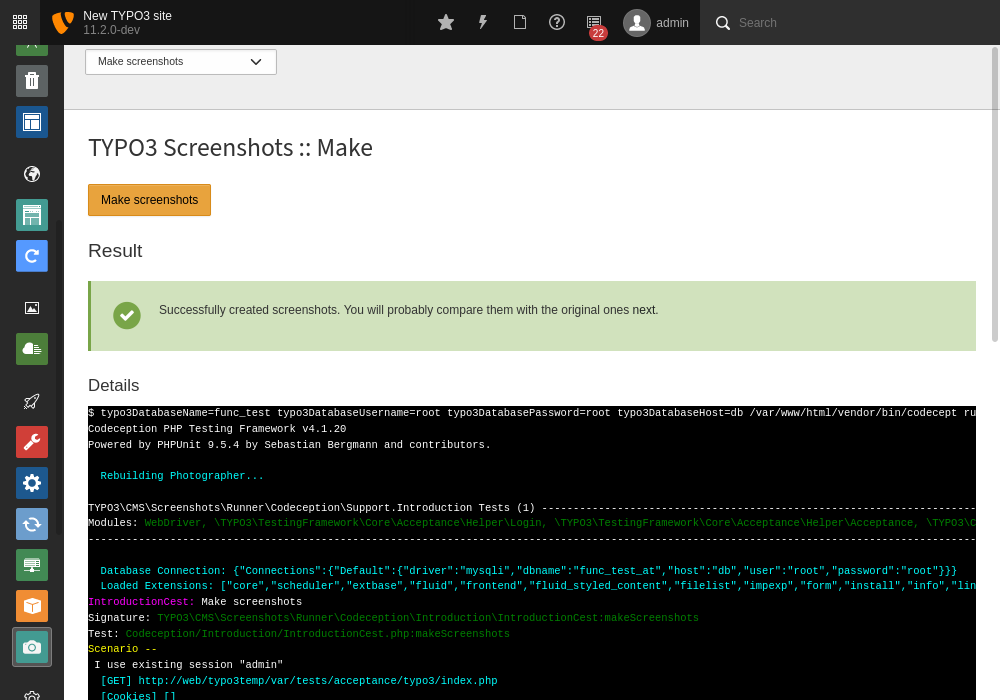 New TYPO3 site
11.2.0-dev
22
admin
Search
Make screenshots
TYPO3 Screenshots :: Make
Make screenshots
Result
Successfully created screenshots. You will probably compare them with the original ones next.
Details
$ typo3DatabaseName=func_test typo3DatabaseUsername=root typo3DatabasePassword=root typo3DatabaseHost=db /var/www/html/vendor/bin/codecept ru
Codeception PHP Testing Framework v4.1.20
Powered by PHPUnit 9.5.4 by Sebastian Bergmann and contributors.
Rebuilding Photographer...
TYPO3\CMS\Screenshots\Runner\Codeception\Support.Introduction Tests (1) ---------------------------------------------------------------------
Modules: WebDriver, \TYPO3\TestingFramework\Core\Acceptance\Helper\Login, \TYPO3\TestingFramework\Core\Acceptance\Helper\Acceptance, \TYPO3\C
---------------------------------------------------------------------------------------------------------------------------------------------
Database Connection: {"Connections":{"Default":{"driver":"mysqli","dbname":"func_test_at","host":"db","user":"root","password":"root"}}}
Loaded Extensions: ["core","scheduler","extbase","fluid","frontend","fluid_styled_content","filelist","impexp","form","install","info","lin
IntroductionCest: Make screenshots
Signature: TYPO3\CMS\Screenshots\Runner\Codeception\Introduction\IntroductionCest:makeScreenshots
Test: Codeception/Introduction/IntroductionCest.php:makeScreenshots
Scenario --
I use existing session "admin"
[GET] http://web/typo3temp/var/tests/acceptance/typo3/index.php
[Cookies] []